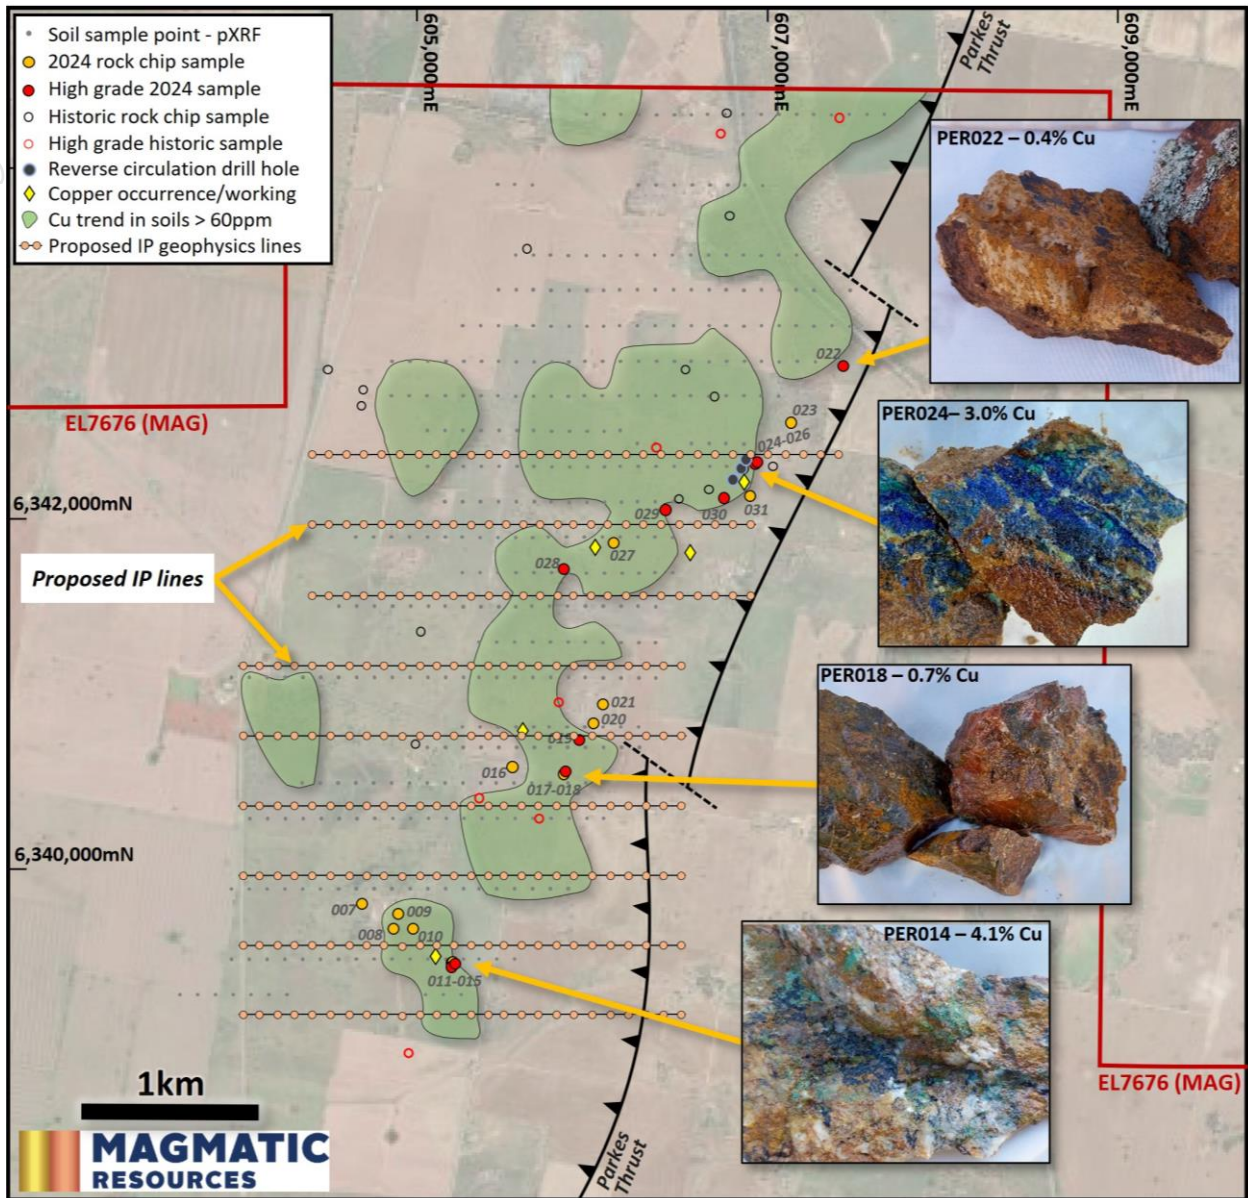 Soil sample point - pXRF
2024 rock chip sample
High grade 2024 sample
Historic rock chip sample
High grade historic sample
Reverse circulation drill hole
Copper occurrence/working
Cu trend in soils > 60ppm
Proposed IP geophysics lines
605,000mE
607,000mE
609,000mE
Parkes
Thrust
PER022 – 0.4% Cu
022
EL7676 (MAG)
023
PER024– 3.0% Cu
024-026
6,342,000mN
029
030
031
027
028
Proposed IP lines
PER018 – 0.7% Cu
021
020
019
016
017-018
6,340,000mN
007
009
008
010
PER014 – 4.1% Cu
011-015
1km
EL7676 (MAG)
MAGMATIC
RESOURCES
Parkes
Thrust